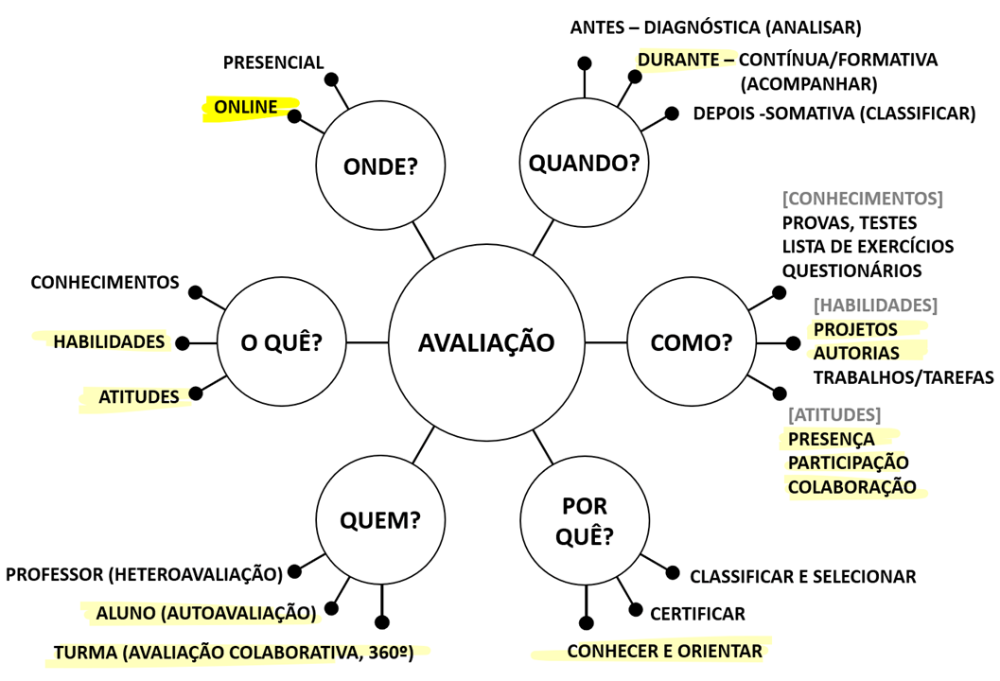 ANTES – DIAGNÓSTICA (ANALISAR)
DURANTE – CONTÍNUA/FORMATIVA
(ACOMPANHAR)
DEPOIS -SOMATIVA (CLASSIFICAR)
QUANDO?
PRESENCIAL
ONLINE
ONDE?
[CONHECIMENTOS]
PROVAS, TESTES
LISTA DE EXERCÍCIOS
QUESTIONÁRIOS
[HABILIDADES]
PROJETOS
AUTORIAS
TRABALHOS/TAREFAS
[ATITUDES]
PRESENÇA
PARTICIPAÇÃO
COLABORAÇÃO
COMO?
AVALIAÇÃO
O QUÊ?
CONHECIMENTOS
HABILIDADES
ATITUDES
QUEM?
PROFESSOR (HETEROAVALIAÇÃO)
ALUNO (AUTOAVALIAÇÃO)
TURMA (AVALIAÇÃO COLABORATIVA, 360º)
POR
QUÊ?
CLASSIFICAR E SELECIONAR
CERTIFICAR
CONHECER E ORIENTAR